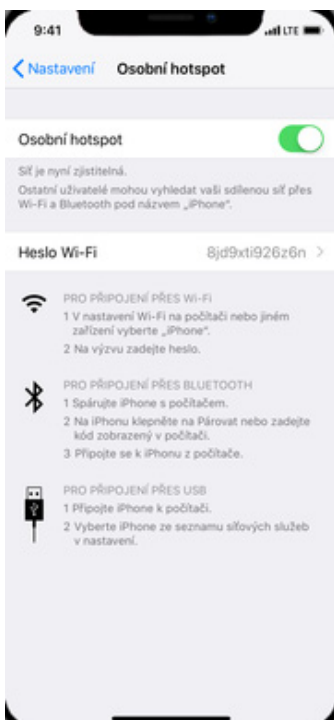 9:41
LTE
Nastavení Osobní hotspot
Osobní hotspot
Síť je nyní zjistitelná.
Ostatní uživatelé mohou vyhledat vaši sdílenou síť přes
Wi-Fi a Bluetooth pod názvem „iPhone“.
Heslo Wi-Fi 8jd9xti926z6n
PRO PŘIPOJENÍ PŘES Wi-Fi
1 V nastavení Wi-Fi na počítači nebo jiném
zařízení vyberte „iPhone“.
2 Na výzvu zadejte heslo.
PRO PŘIPOJENÍ PŘES BLUETOOTH
1 Spárujte iPhone s počítačem.
2 Na iPhonu klepněte na Párovat nebo zadejte
kód zobrazený v počítači.
3 Připojte se k iPhonu z počítače.
PRO PŘIPOJENÍ PŘES USB
1 Připojte iPhone k počítači.
2 Vyberte iPhone ze seznamu síťových služeb
v nastavení.